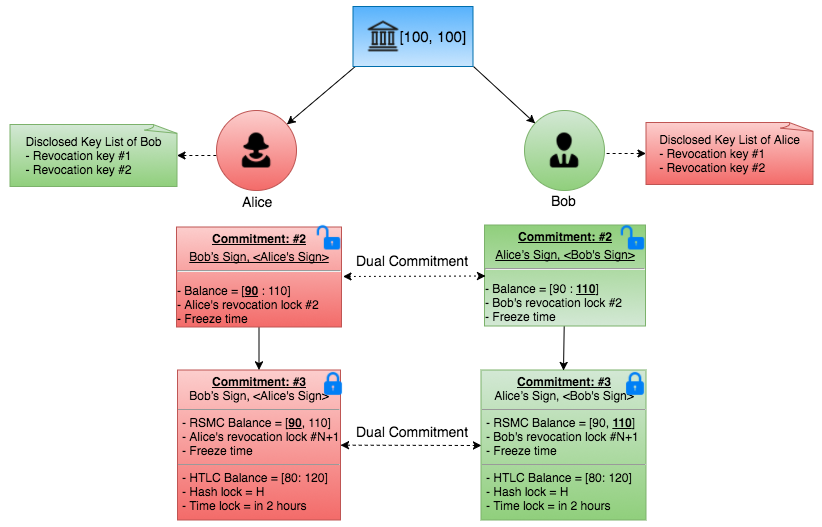 [100, 100]
Disclosed Key List of Bob
- Revocation key #1
- Revocation key #2
Disclosed Key List of Alice
- Revocation key #1
- Revocation key #2
Alice
Bob
Commitment: #2
Bob's Sign, <Alice's Sign>
- Balance = [90 : 110]
- Alice's revocation lock #2
- Freeze time
Dual Commitment
Commitment: #2
Alice's Sign, <Bob's Sign>
- Balance = [90 : 110]
- Bob's revocation lock #2
- Freeze time
Commitment: #3
Bob's Sign, <Alice's Sign>
- RSMC Balance = [90, 110]
- Alice's revocation lock #N+1
- Freeze time
- HTLC Balance = [80: 120]
- Hash lock = H
- Time lock = in 2 hours
Dual Commitment
Commitment: #3
Alice's Sign, <Bob's Sign>
- RSMC Balance = [90, 110]
- Bob's revocation lock #N+1
- Freeze time
- HTLC Balance = [80: 120]
- Hash lock = H
- Time lock = in 2 hours